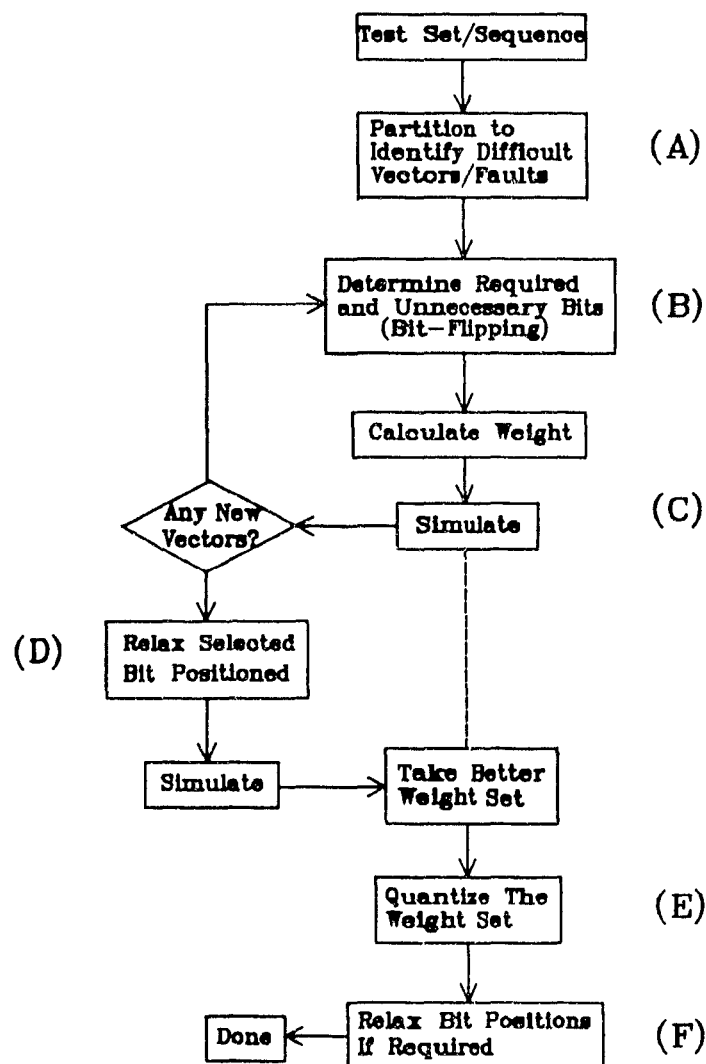 Test Set/Sequence
Partition to
Identify Difficult
Vectors/Faults
(A)
Determine Required
and Unnecessary Bits
(Bit-Flipping)
(B)
Calculate Weight
Any New
Vectors?
Simulate
(C)
(D)
Relax Selected
Bit Positioned
Simulate
Take Better
Weight Set
Quantize The
Weight Set
(E)
Done
Relax Bit Positions
If Required
(F)